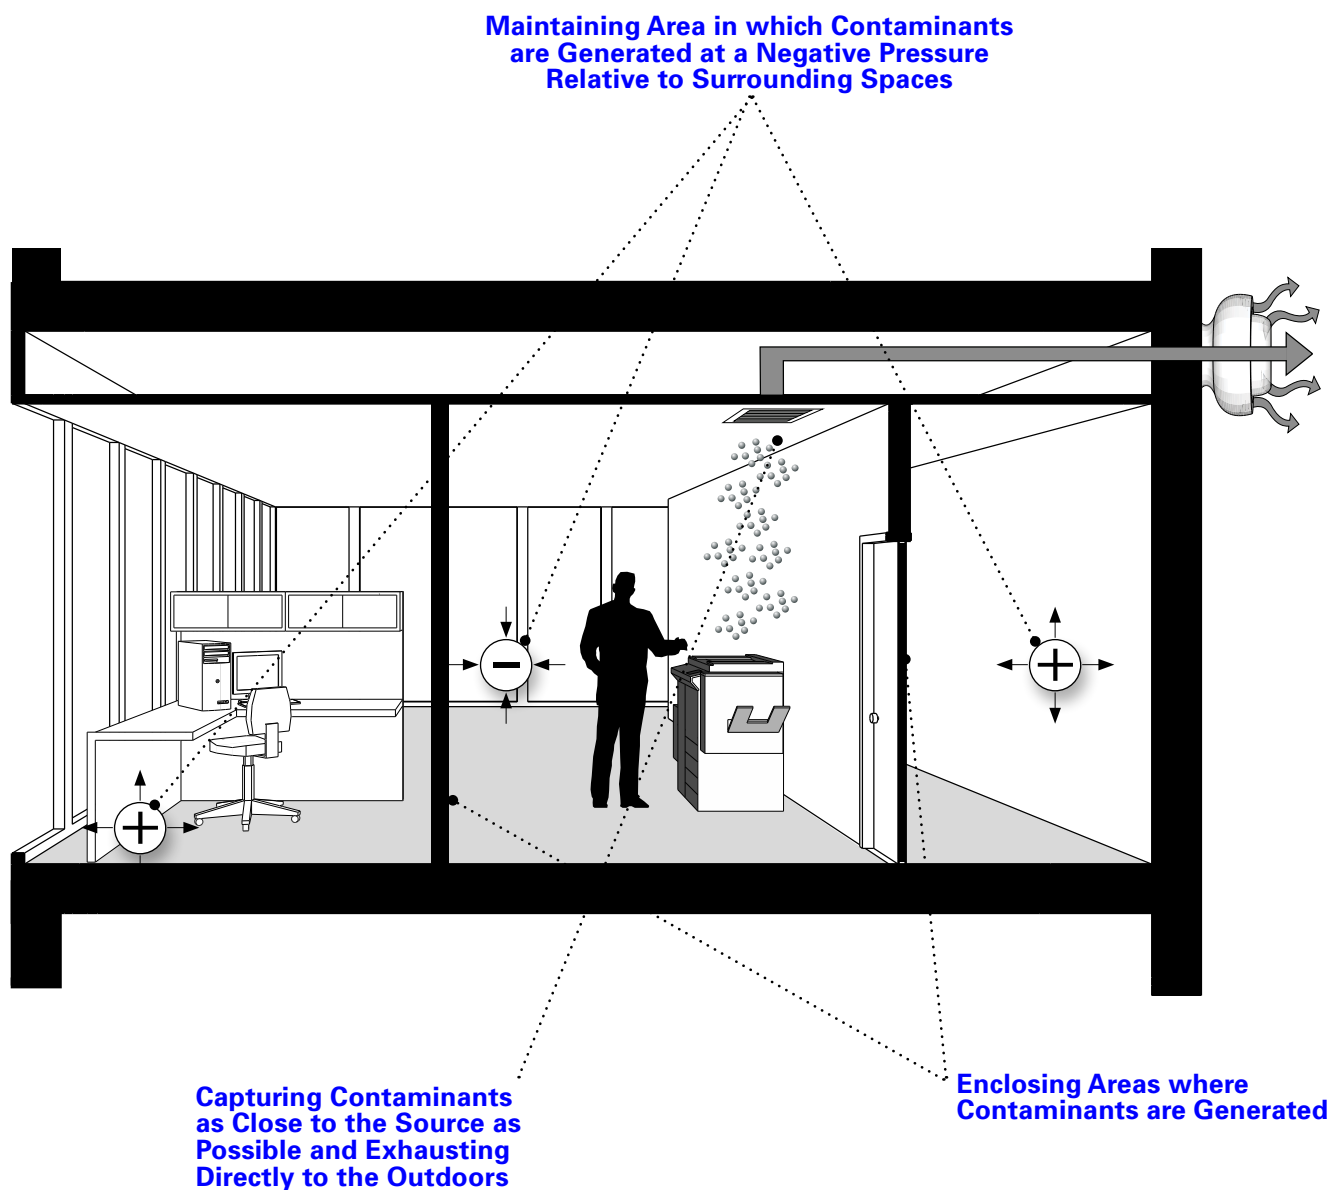 Maintaining Area in which Contaminants
are Generated at a Negative Pressure
Relative to Surrounding Spaces
Capturing Contaminants
as Close to the Source as
Possible and Exhausting
Directly to the Outdoors
Enclosing Areas where
Contaminants are Generated